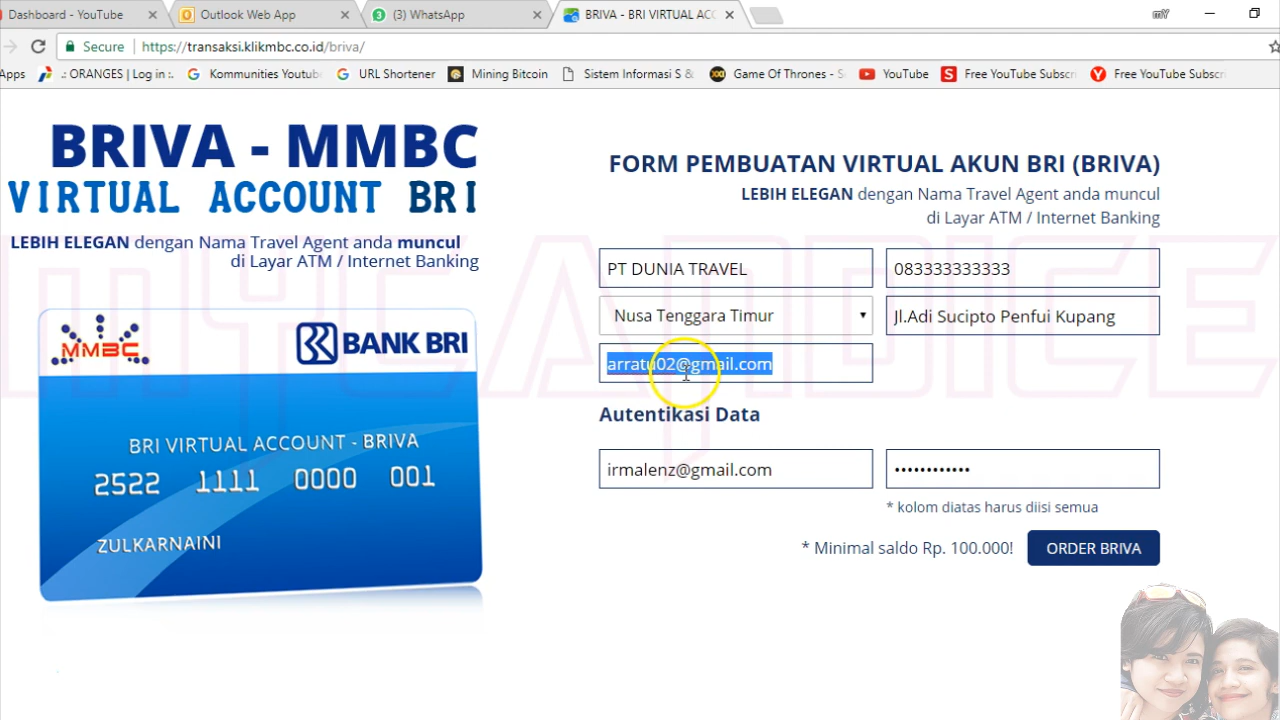 Dashboard - YouTube
Outlook Web App
(3) WhatsApp
BRIVA - BRI VIRTUAL ACC
mY
Secure
https://transaksi.klikmbc.co.id/briva/
Apps
.: ORANGES | Log in :.
Kommunities Youtub
URL Shortener
Mining Bitcoin
Sistem Informasi S &
Game Of Thrones - S
YouTube
Free YouTube Subscr
Free YouTube Subscri
BRIVA - MMBC
VIRTUAL ACCOUNT BRI
LEBIH ELEGAN dengan Nama Travel Agent anda muncul
di Layar ATM / Internet Banking
MMBC
BANK BRI
BRI VIRTUAL ACCOUNT - BRIVA
2522 1111 0000 001
ZULKARNAINI
FORM PEMBUATAN VIRTUAL AKUN BRI (BRIVA)
LEBIH ELEGAN dengan Nama Travel Agent anda muncul
di Layar ATM / Internet Banking
PT DUNIA TRAVEL
083333333333
Nusa Tenggara Timur
Jl.Adi Sucipto Penfui Kupang
arratu02@gmail.com
Autentikasi Data
irmalenz@gmail.com
••••••••••••
* kolom diatas harus diisi semua
* Minimal saldo Rp. 100.000!
ORDER BRIVA